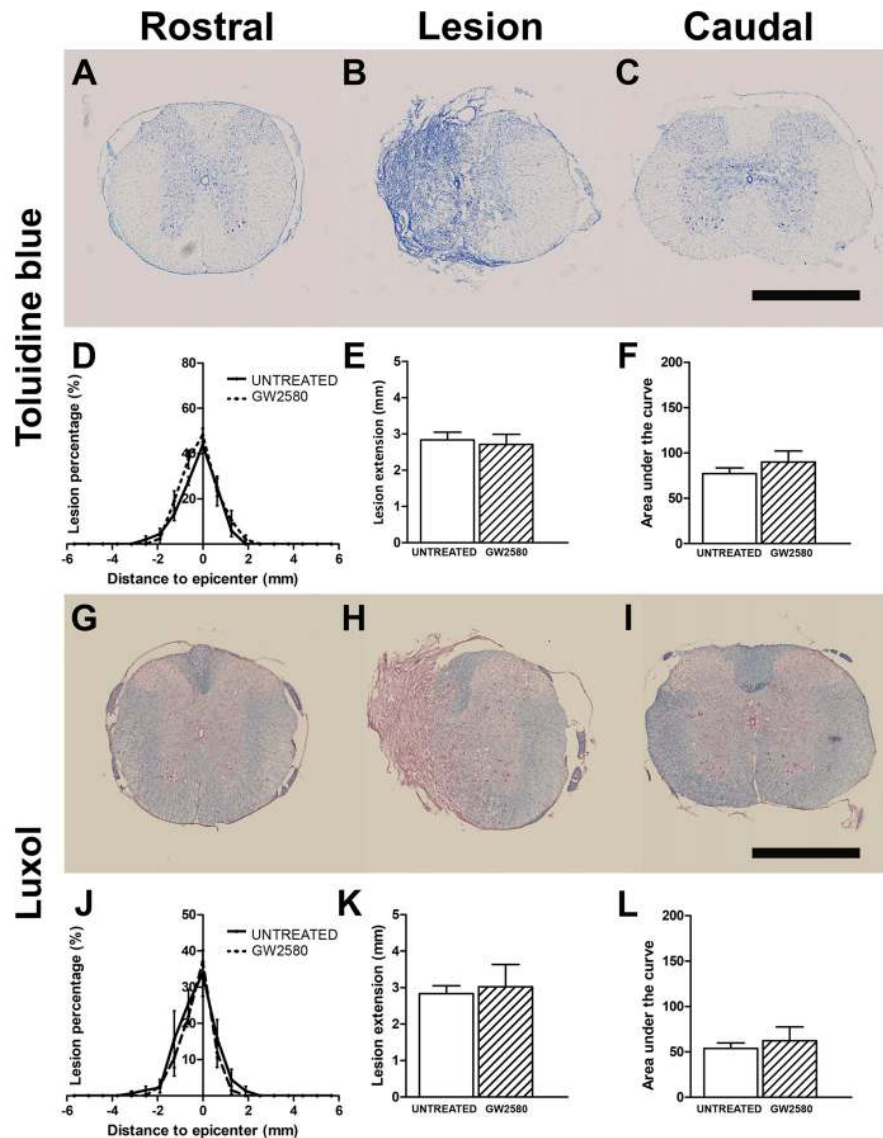 Rostral Lesion Caudal
Toluidine blue
A B C
D
Lesion percentage (%)
80
60
40
20
-6 -4 -2 0 2 4 6
Distance to epicenter (mm)
UNTREATED
GW2580
E
Lesion extension (mm)
5
4
3
2
1
0
UNTREATED GW2580
F
Area under the curve
200
150
100
50
0
UNTREATED GW2580
Luxol
G H I
J
Lesion percentage (%)
50
40
30
20
10
-6 -4 -2 0 2 4 6
Distance to epicenter (mm)
UNTREATED
GW2580
K
Lesion extension (mm)
5
4
3
2
1
0
UNTREATED GW2580
L
Area under the curve
200
150
100
50
0
UNTREATED GW2580